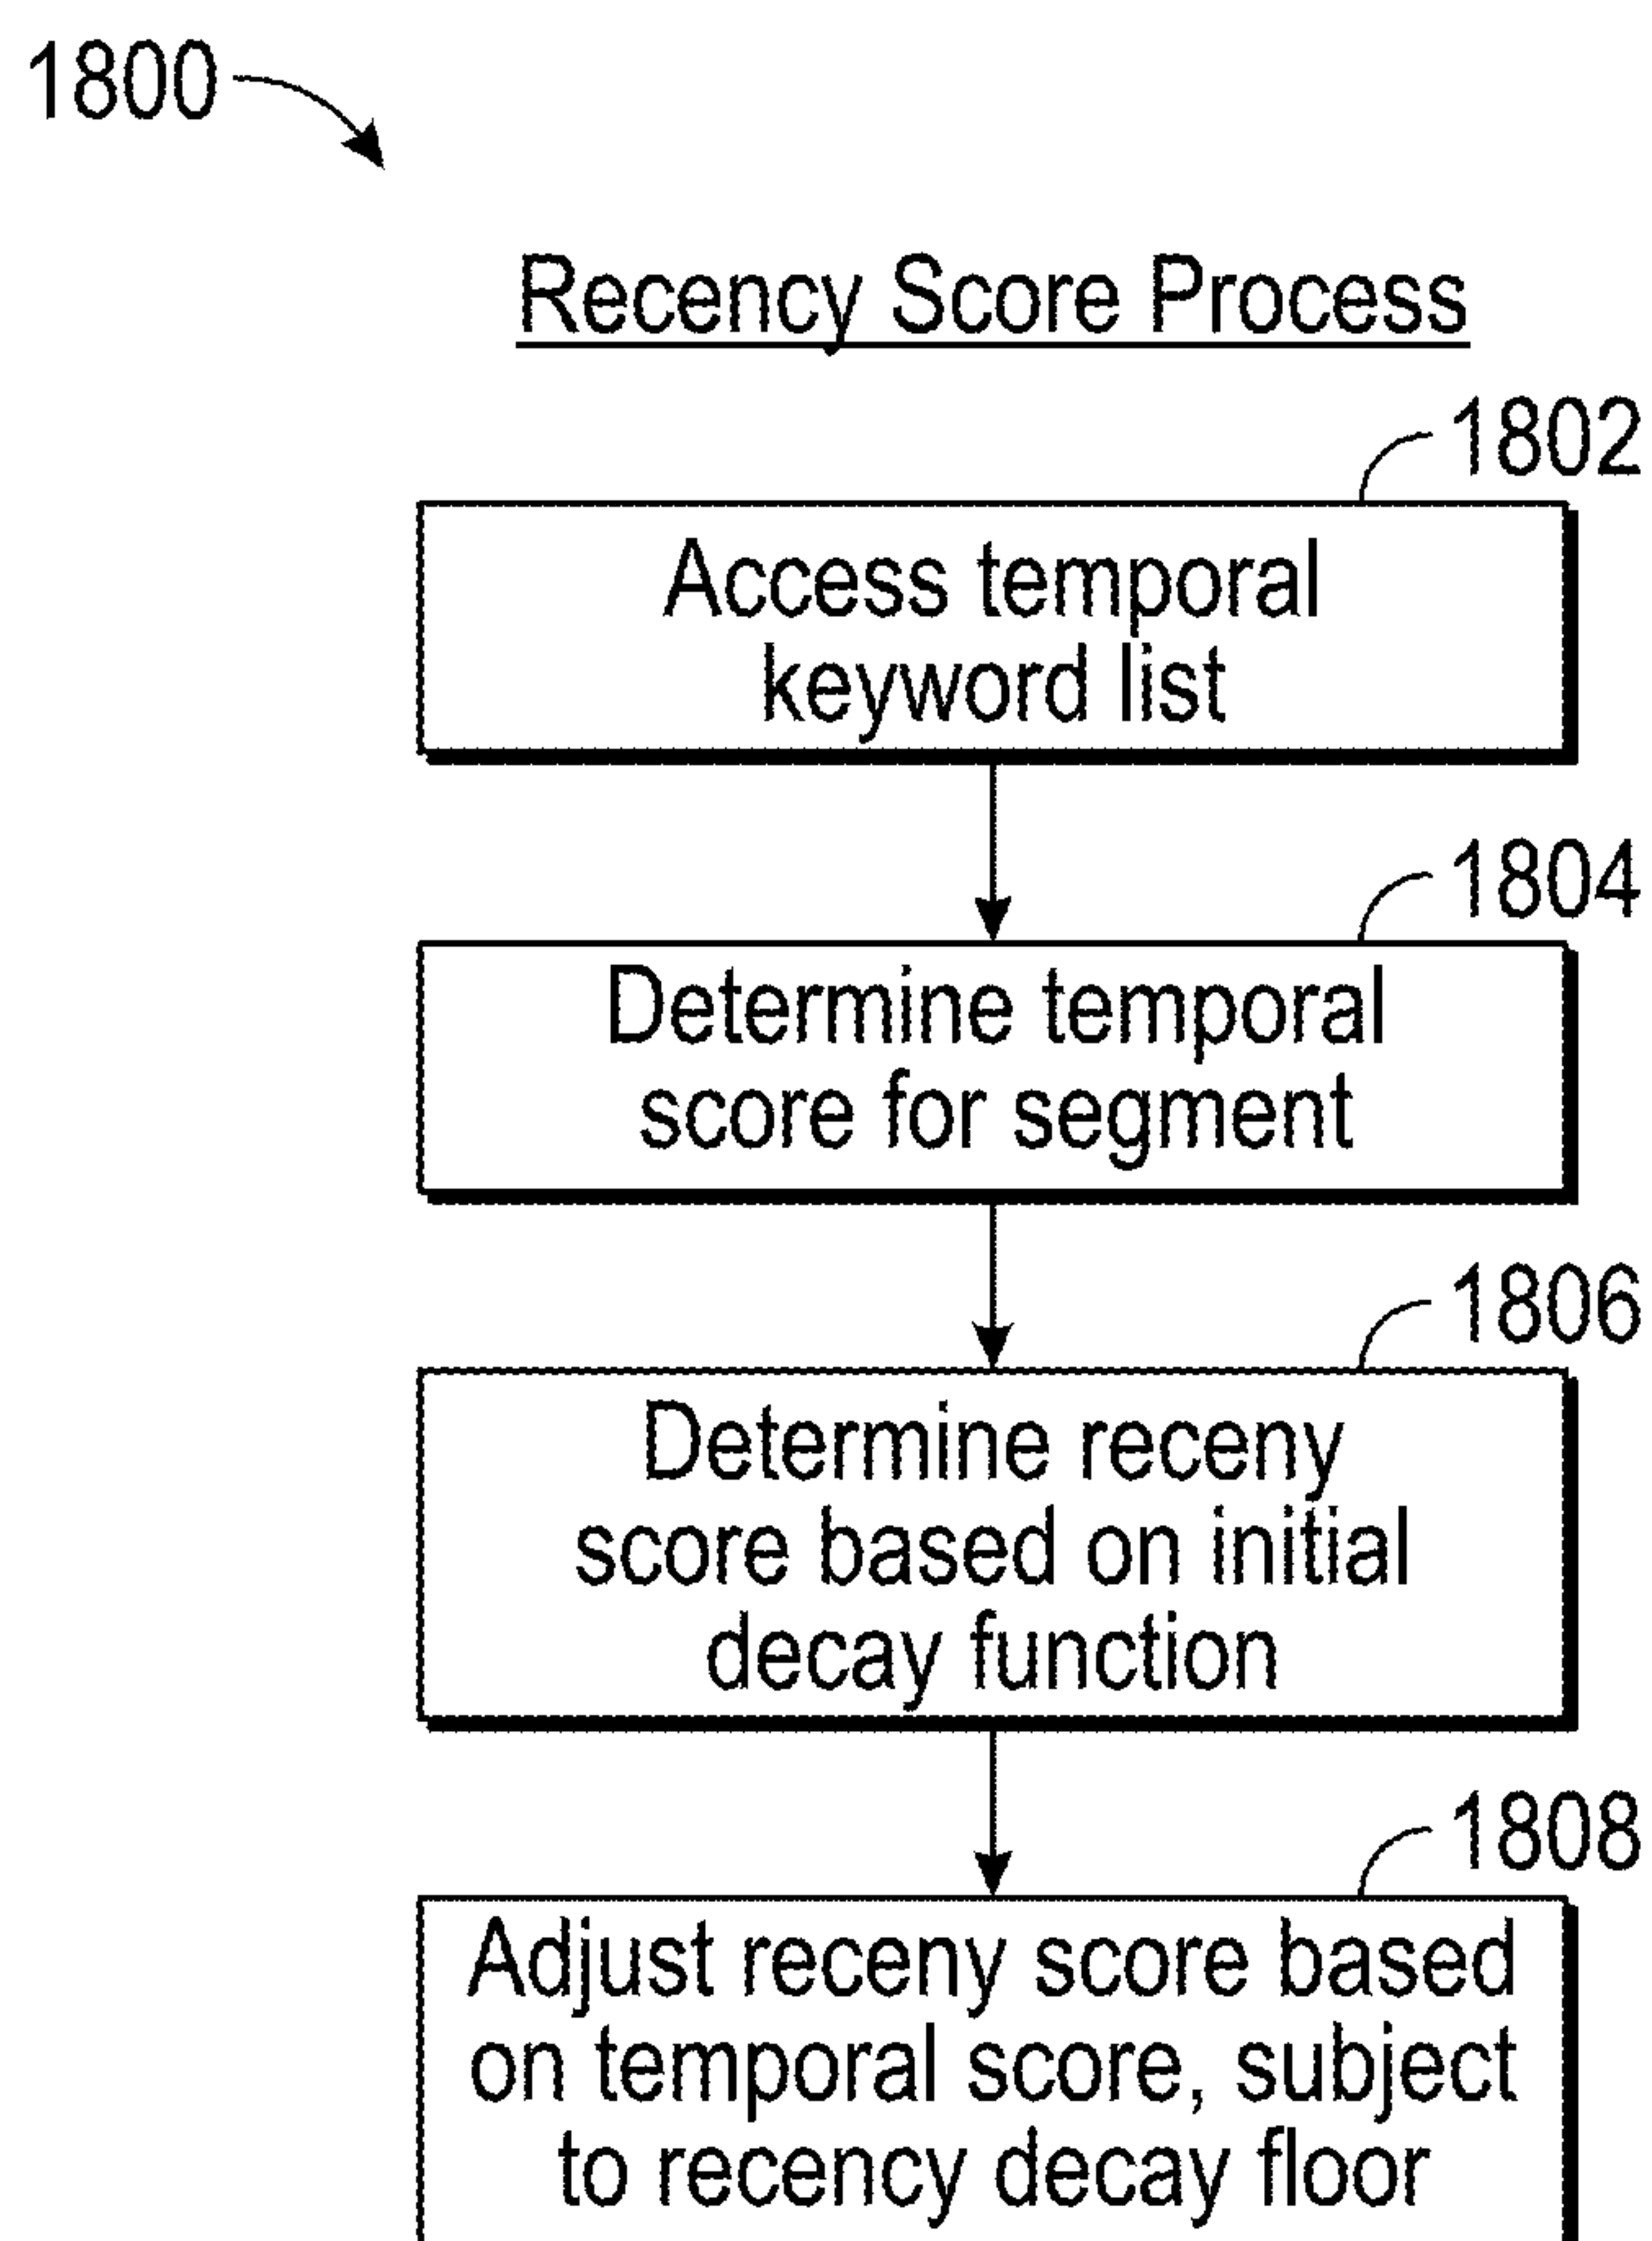 1800
Recency Score Process
1802
Access temporal
keyword list
1804
Determine temporal
score for segment
1806
Determine receny
score based on initial
decay function
1808
Adjust receny score based
on temporal score, subject
to recency decay floor